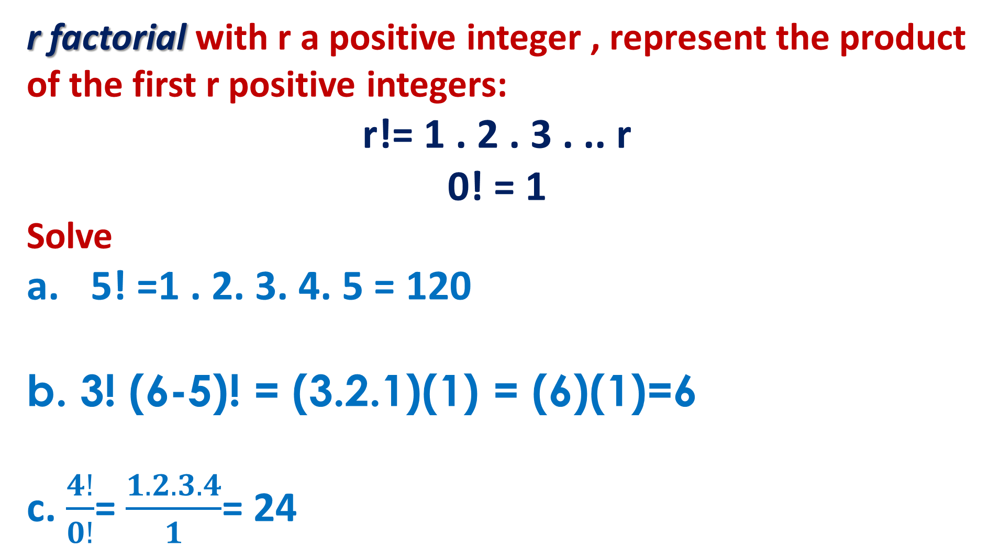 r factorial with r a positive integer , represent the product
of the first r positive integers:
r!= 1 . 2 . 3 . .. r
0! = 1
Solve
a. 5! =1 . 2. 3. 4. 5 = 120
b. 3! (6-5)! = (3.2.1)(1) = (6)(1)=6
c. 4!/0! = 1.2.3.4/1 = 24